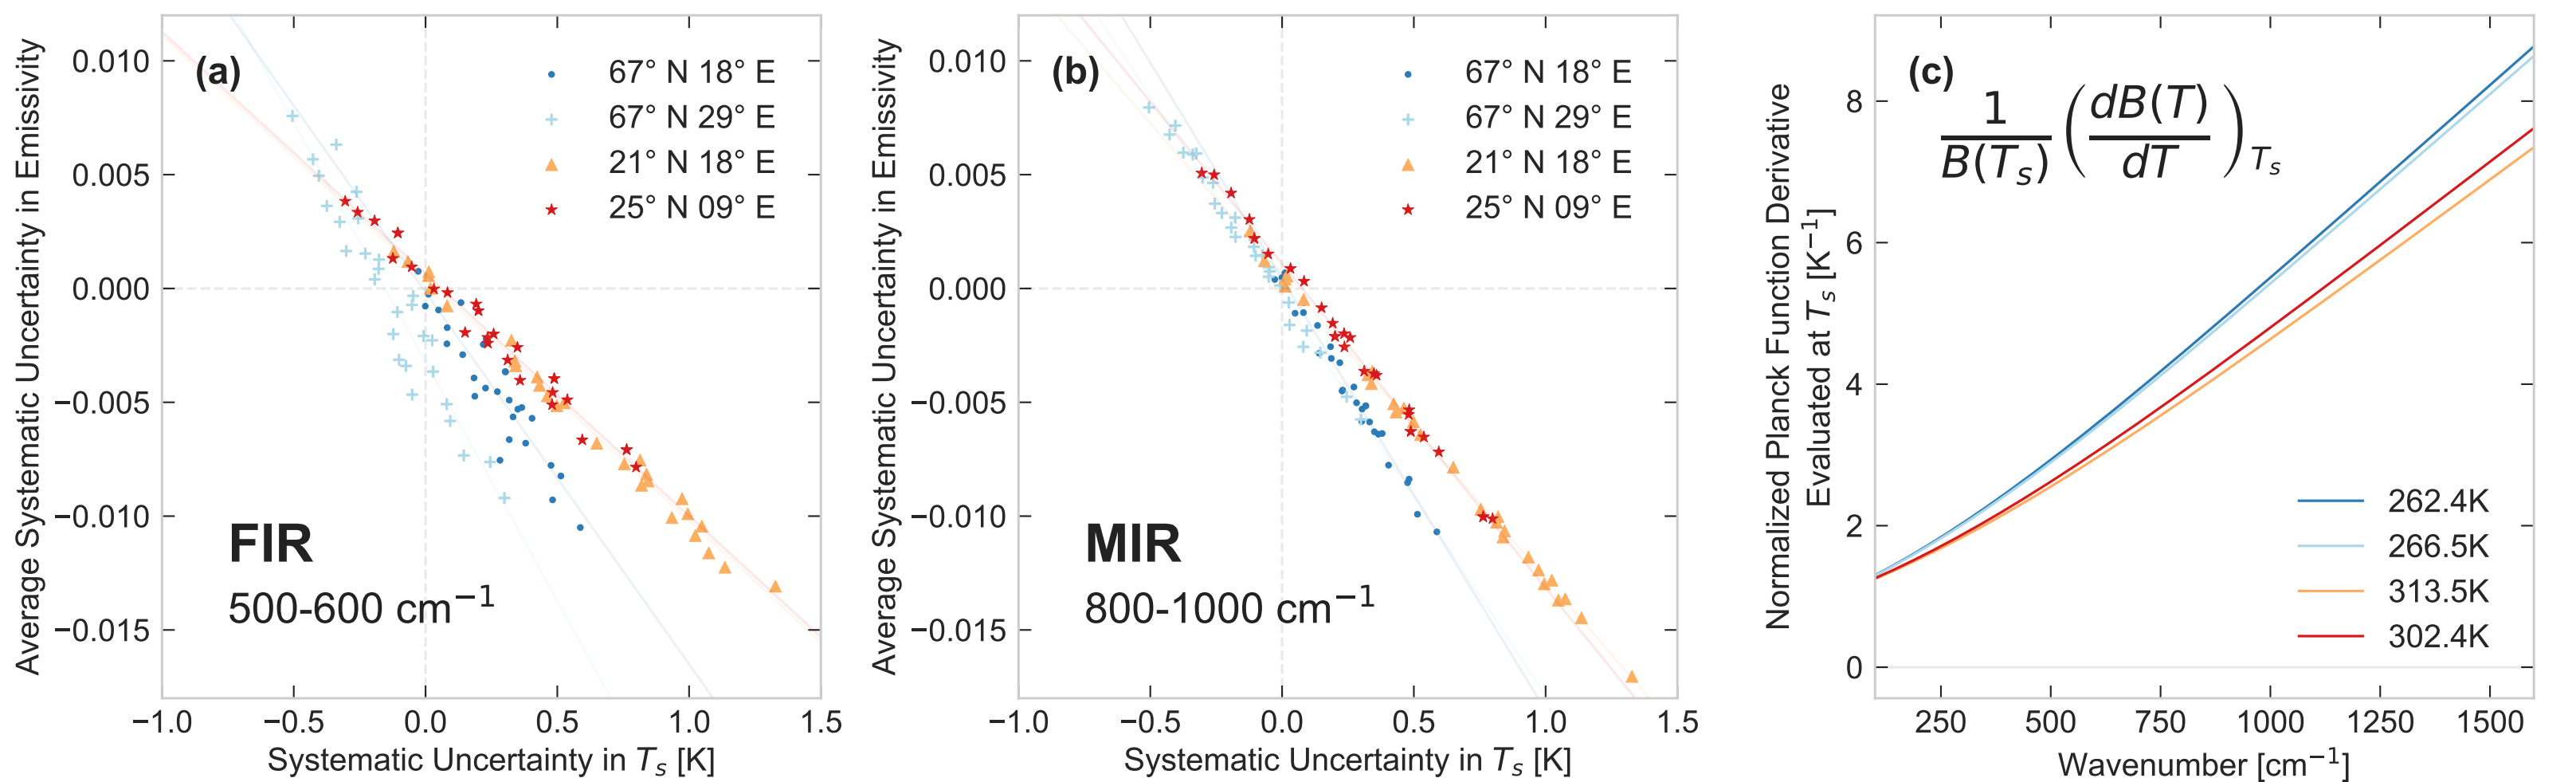 Average Systematic Uncertainty in Emissivity
0.010
0.005
0.000
−0.005
−0.010
−0.015
(a)
67° N 18° E
67° N 29° E
21° N 18° E
25° N 09° E
FIR
500-600 cm⁻¹
−1.0 −0.5 0.0 0.5 1.0 1.5
Systematic Uncertainty in Tₛ [K]
Average Systematic Uncertainty in Emissivity
0.010
0.005
0.000
−0.005
−0.010
−0.015
(b)
67° N 18° E
67° N 29° E
21° N 18° E
25° N 09° E
MIR
800-1000 cm⁻¹
−1.0 −0.5 0.0 0.5 1.0 1.5
Systematic Uncertainty in Tₛ [K]
Normalized Planck Function Derivative
Evaluated at Tₛ [K⁻¹]
8
6
4
2
0
(c)
1/B(Tₛ) (dB(T)/dT)Tₛ
262.4K
266.5K
313.5K
302.4K
250 500 750 1000 1250 1500
Wavenumber [cm⁻¹]